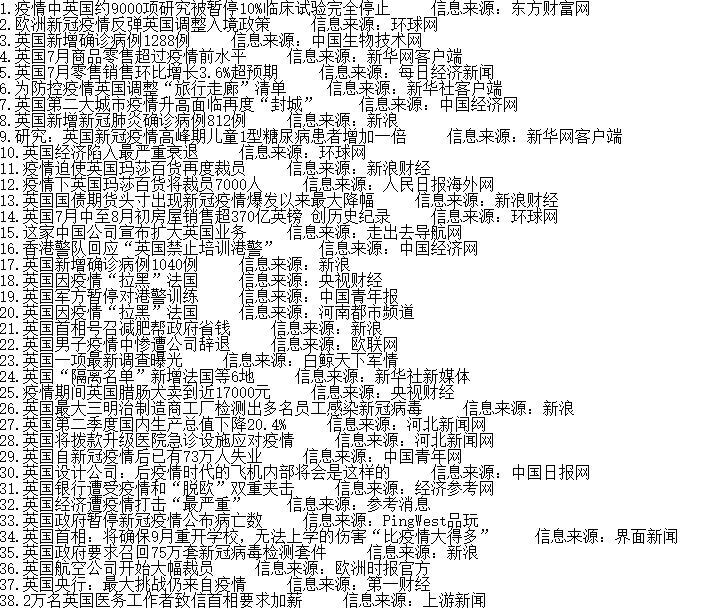 1.疫情中英国约9000项研究被暂停10%临床试验完全停止 信息来源：东方财富网
2.欧洲新冠疫情反弹英国调整入境政策 信息来源：环球网
3.英国新增确诊病例1288例 信息来源：中国生物技术网
4.英国7月商品零售超过疫情前水平 信息来源：新华网客户端
5.英国7月零售销售环比增长3.6%超预期 信息来源：每日经济新闻
6.为防控疫情英国调整“旅行走廊”清单 信息来源：新华社客户端
7.英国第二大城市疫情升高面临再度“封城” 信息来源：中国经济网
8.英国新增新冠肺炎确诊病例812例 信息来源：新浪
9.研究：英国新冠疫情高峰期儿童1型糖尿病患者增加一倍 信息来源：新华网客户端
10.英国经济陷入最严重衰退 信息来源：环球网
11.疫情迫使英国玛莎百货再度裁员 信息来源：新浪财经
12.疫情下英国玛莎百货将裁员7000人 信息来源：人民日报海外网
13.英国国债期货头寸出现新冠疫情爆发以来最大降幅 信息来源：新浪财经
14.英国7月中至8月初房屋销售超370亿英镑 创历史纪录 信息来源：环球网
15.这家中国公司宣布扩大英国业务 信息来源：走出去导航网
16.香港警队回应“英国禁止培训港警” 信息来源：中国经济网
17.英国新增确诊病例1040例 信息来源：新浪
18.英国因疫情“拉黑”法国 信息来源：央视财经
19.英国军方暂停对港警训练 信息来源：中国青年报
20.英国因疫情“拉黑”法国 信息来源：河南都市频道
21.英国首相号召减肥帮政府省钱 信息来源：新浪
22.英国男子疫情中惨遭公司辞退 信息来源：欧联网
23.英国一项最新调查曝光 信息来源：白鲸天下军情
24.英国“隔离名单”新增法国等6地 信息来源：新华社新媒体
25.疫情期间英国腊肠犬卖到近17000元 信息来源：央视财经
26.英国最大三明治制造商工厂检测出多名员工感染新冠病毒 信息来源：新浪
27.英国第二季度国内生产总值下降20.4% 信息来源：河北新闻网
28.英国将拨款升级医院急诊设施应对疫情 信息来源：河北新闻网
29.英国自新冠疫情后已有73万人失业 信息来源：中国青年网
30.英国设计公司：后疫情时代的飞机内部将会是这样的 信息来源：中国日报网
31.英国银行遭受疫情和“脱欧”双重夹击 信息来源：经济参考网
32.英国经济遭疫情打击“最严重” 信息来源：参考消息
33.英国政府暂停新冠疫情公布病亡数 信息来源：PingWest品玩
34.英国首相：将确保9月重开学校，无法上学的伤害“比疫情大得多” 信息来源：界面新闻
35.英国政府要求召回75万套新冠病毒检测套件 信息来源：新浪
36.英国航空公司开始大幅裁员 信息来源：欧洲时报官方
37.英国央行：最大挑战仍来自疫情 信息来源：第一财经
38.2万名英国医务工作者致信首相要求加薪 信息来源：上游新闻